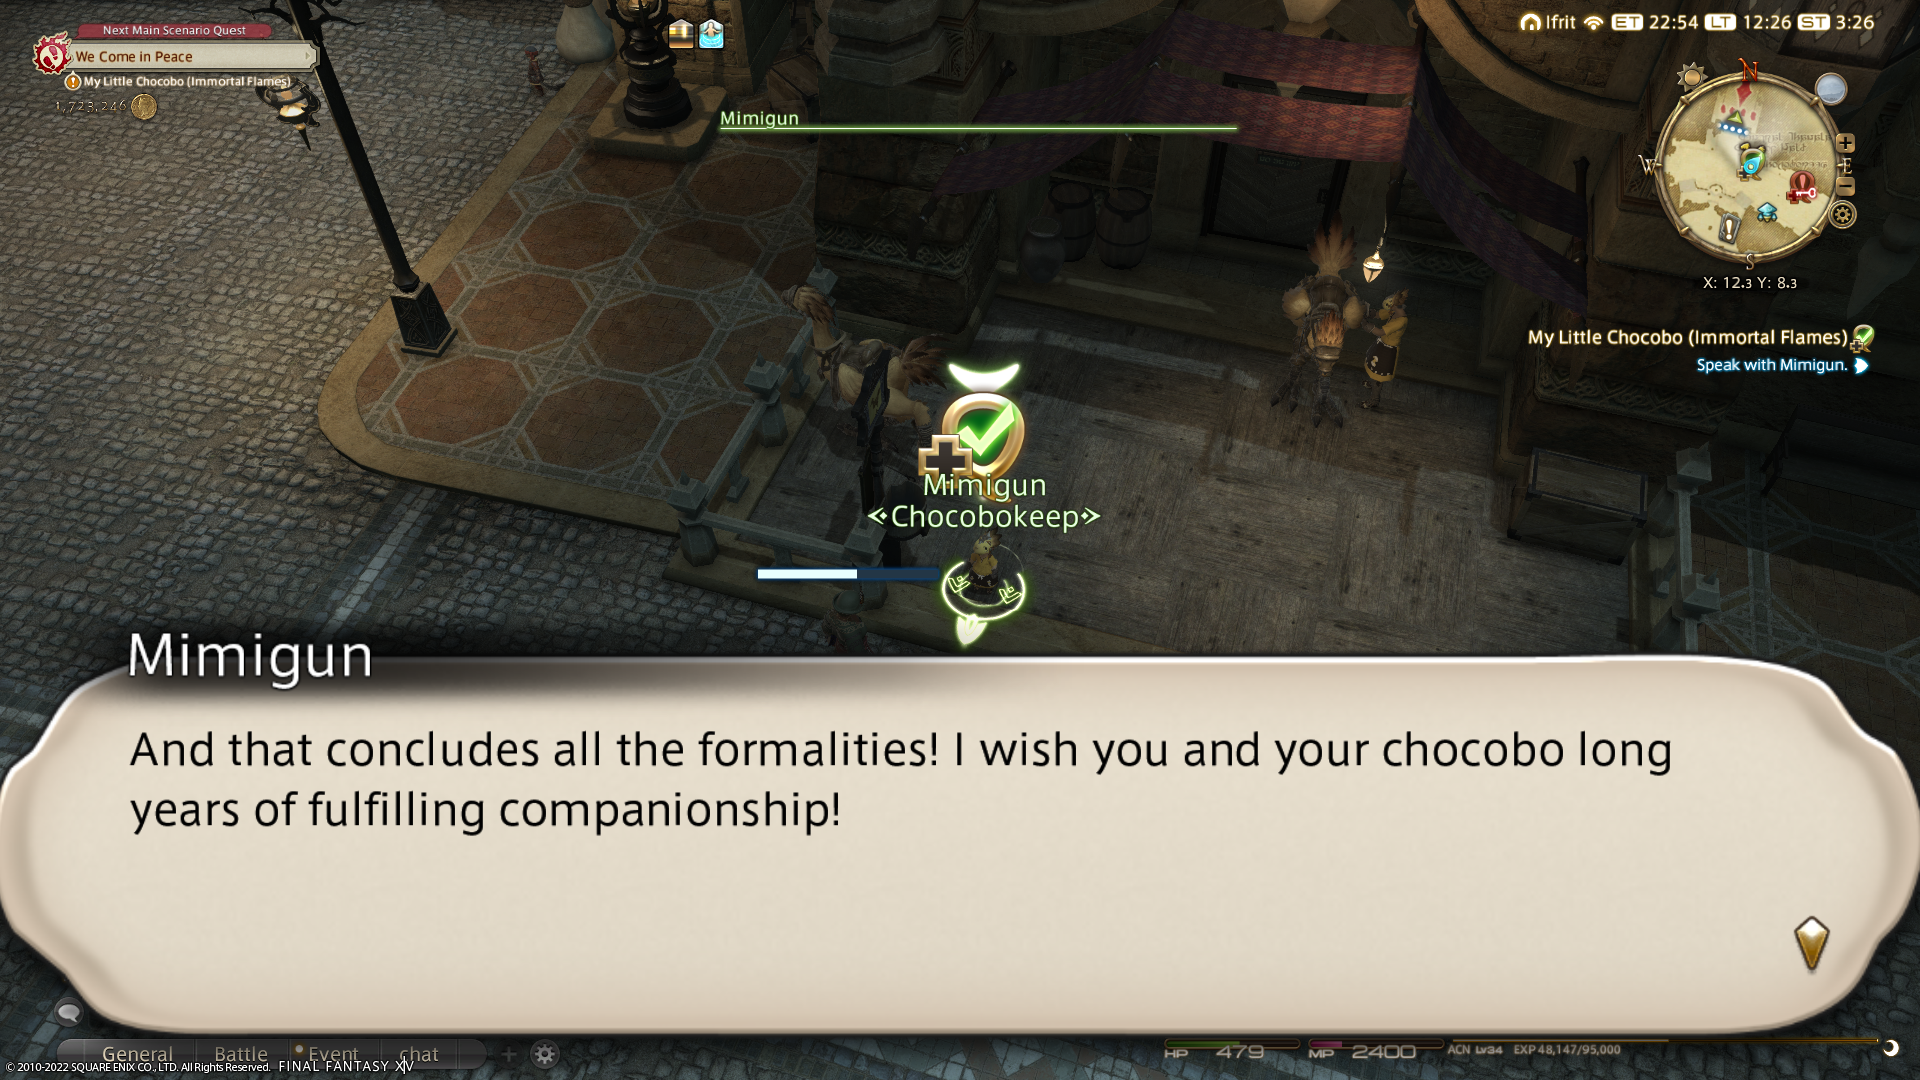 Next Main Scenario Quest
We Come in Peace
My Little Chocobo (Immortal Flames)
1,723,246
Ifrit ET 22:54 LT 12:26 ST 3:26
Mimigun
N
W
E
S
X: 12.3 Y: 8.3
My Little Chocobo (Immortal Flames)
Speak with Mimigun.
Mimigun
Chocobokeep
Mimigun
And that concludes all the formalities! I wish you and your chocobo long
years of fulfilling companionship!
General Battle Event chat
HP 479 MP 2400 ACN Lv34 EXP 48,147/95,000
© 2010-2022 SQUARE ENIX CO., LTD. All Rights Reserved. FINAL FANTASY XIV